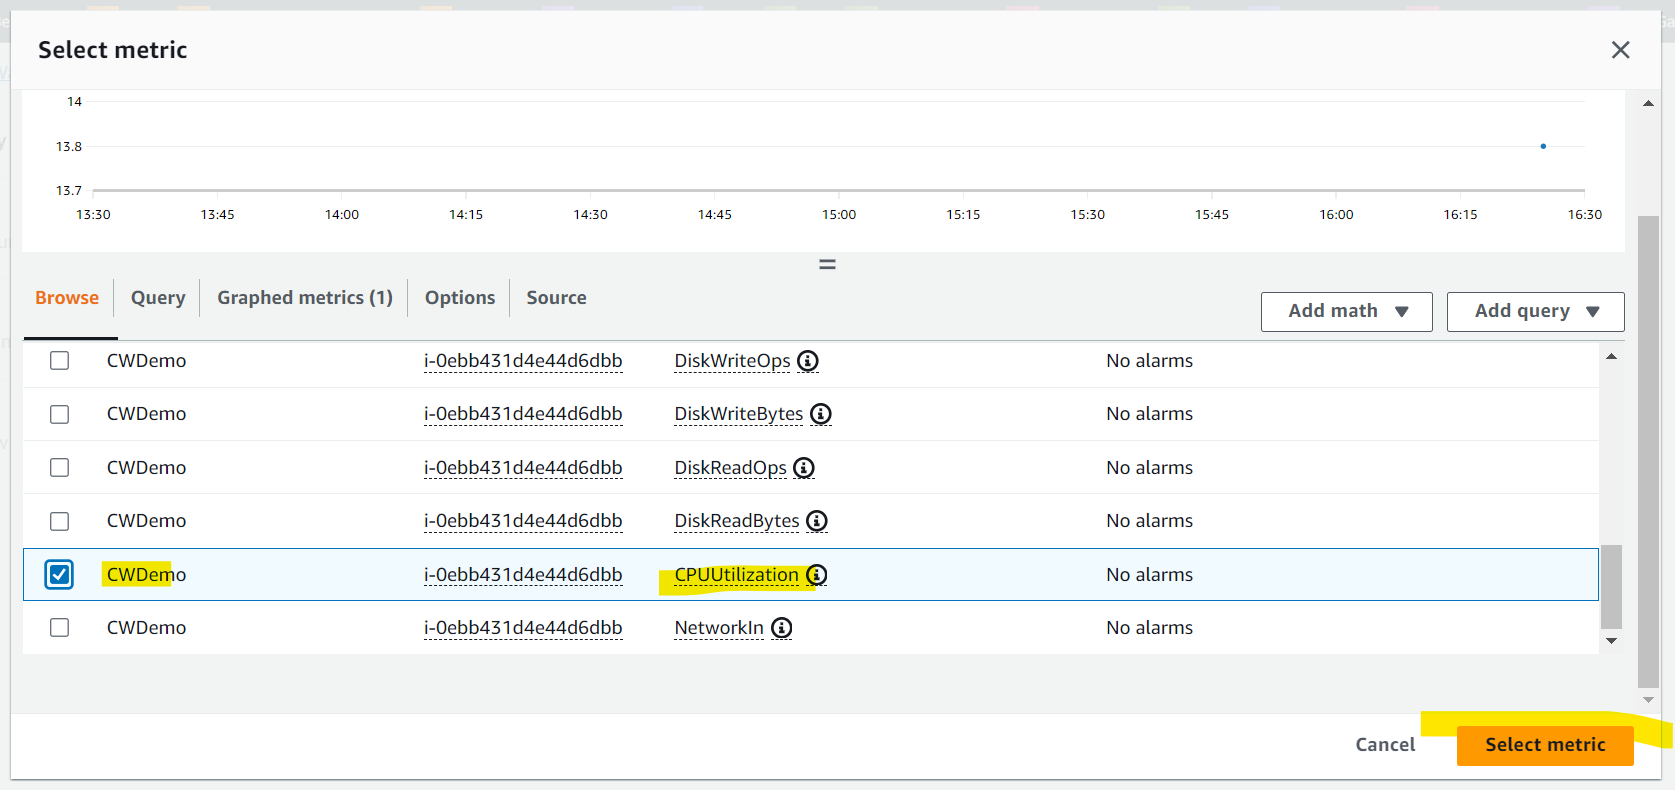 Select metric
14
13.8
13.7
13:30 13:45 14:00 14:15 14:30 14:45 15:00 15:15 15:30 15:45 16:00 16:15 16:30
Browse Query Graphed metrics (1) Options Source Add math Add query
CWDemo i-0ebb431d4e44d6dbb DiskWriteOps No alarms
CWDemo i-0ebb431d4e44d6dbb DiskWriteBytes No alarms
CWDemo i-0ebb431d4e44d6dbb DiskReadOps No alarms
CWDemo i-0ebb431d4e44d6dbb DiskReadBytes No alarms
CWDemo i-0ebb431d4e44d6dbb CPUUtilization No alarms
CWDemo i-0ebb431d4e44d6dbb NetworkIn No alarms
Cancel Select metric